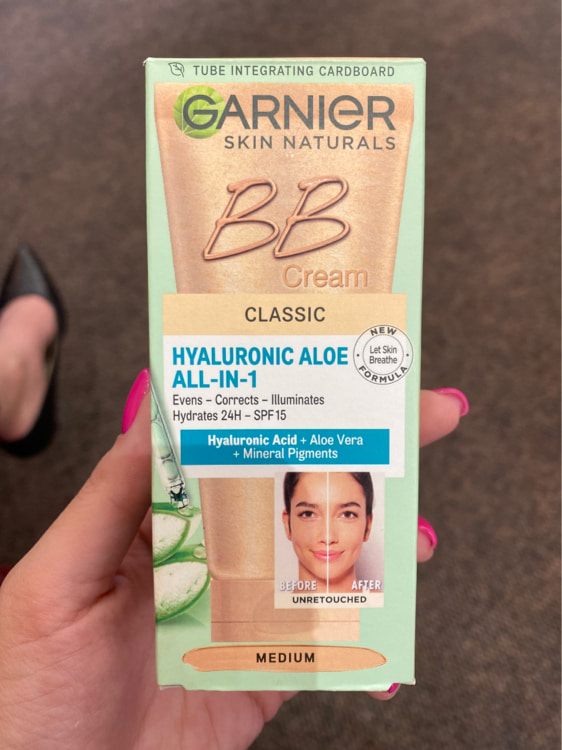 TUBE INTEGRATING CARDBOARD
GARNIER
SKIN NATURALS
BB
Cream
CLASSIC
HYALURONIC ALOE
ALL-IN-1
Evens – Corrects – Illuminates
Hydrates 24H – SPF15
NEW
Let Skin
Breathe
FORMULA
Hyaluronic Acid + Aloe Vera
+ Mineral Pigments
BEFORE AFTER
UNRETOUCHED
MEDIUM